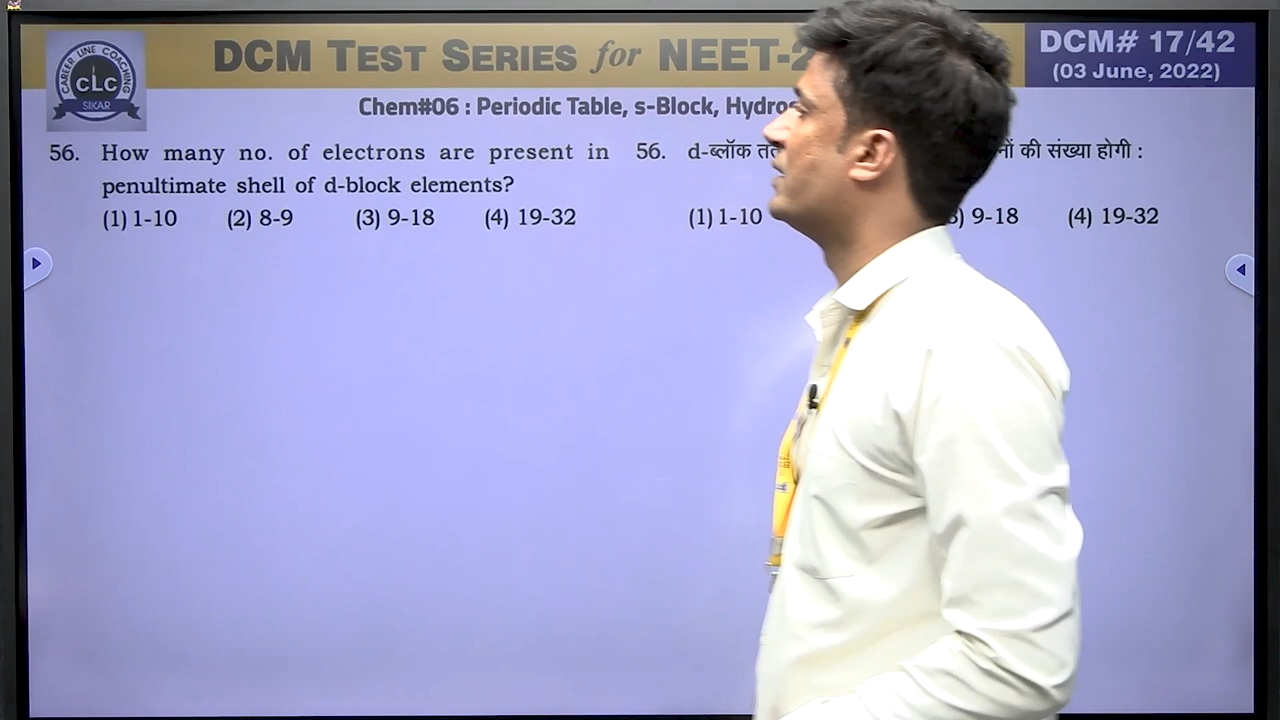 CAREER LINE COACHING
CLC
SIKAR
DCM TEST SERIES for NEET-2
DCM# 17/42
(03 June, 2022)
Chem#06 : Periodic Table, s-Block,
56. How many no. of electrons are present in
penultimate shell of d-block elements?
(1) 1-10 (2) 8-9 (3) 9-18 (4) 19-32
56. d-ब्लॉक की संख्या होगी :
(1) 1-10 9-18 (4) 19-32